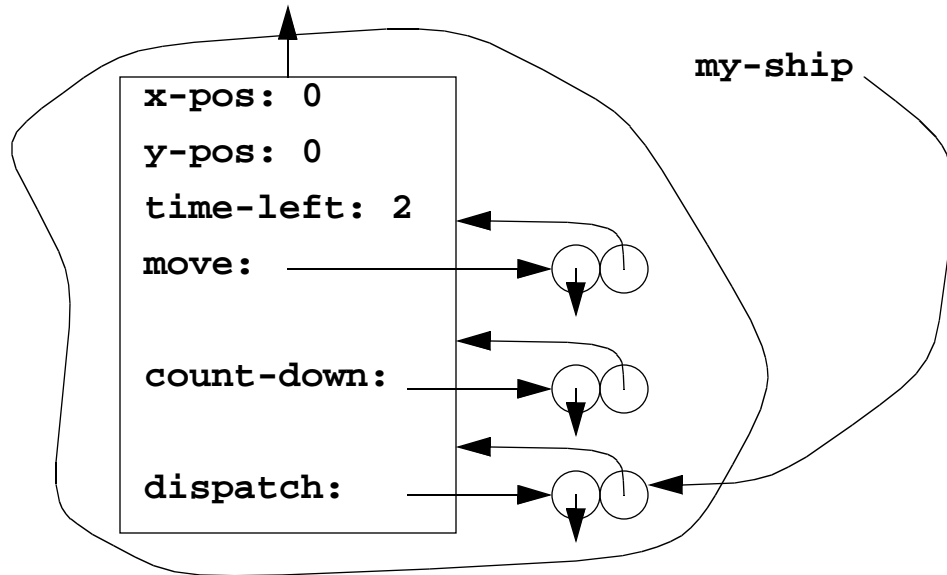 my-ship
x-pos: 0
y-pos: 0
time-left: 2
move:
count-down:
dispatch: